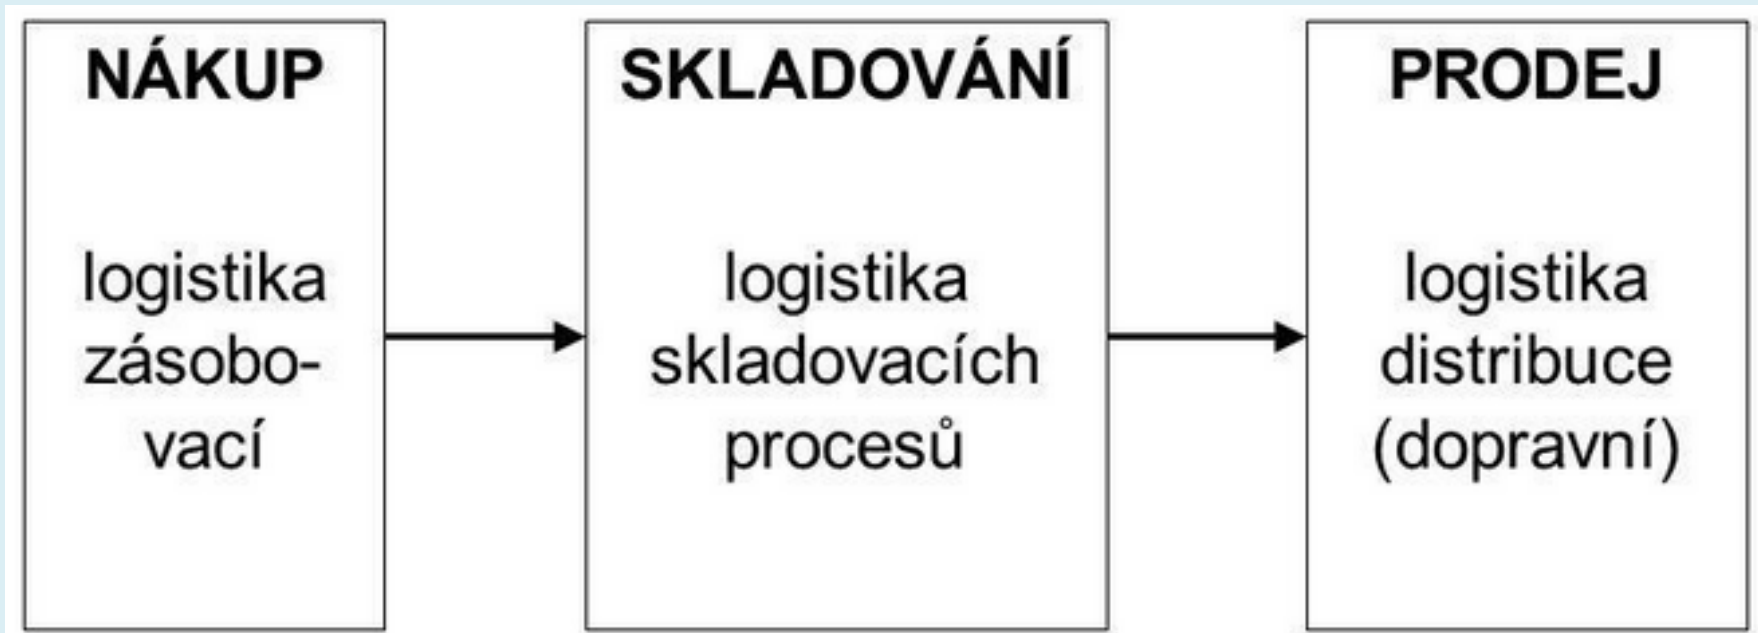 NÁKUP
logistika
zásobo-
vací
SKLADOVÁNÍ
logistika
skladovacích
procesů
PRODEJ
logistika
distribuce
(dopravní)